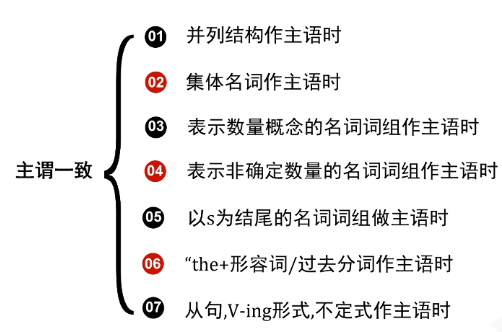 01 并列结构作主语时
02 集体名词作主语时
03 表示数量概念的名词词组作主语时
主谓一致
04 表示非确定数量的名词词组作主语时
05 以s为结尾的名词词组做主语时
06 “the+形容词/过去分词作主语时
07 从句,V-ing形式,不定式作主语时